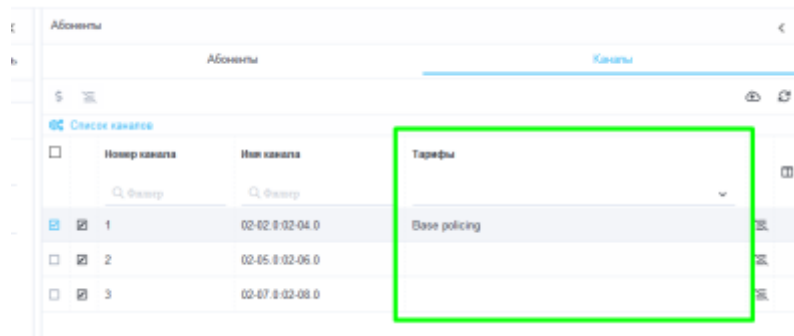 Абоненты
Абоненты Каналы
$
Список каналов
Номер канала Имя канала Тарифы
Фильтр Фильтр
1 02-02.0:02-04.0 Base policing
2 02-05.0:02-06.0
3 02-07.0:02-08.0